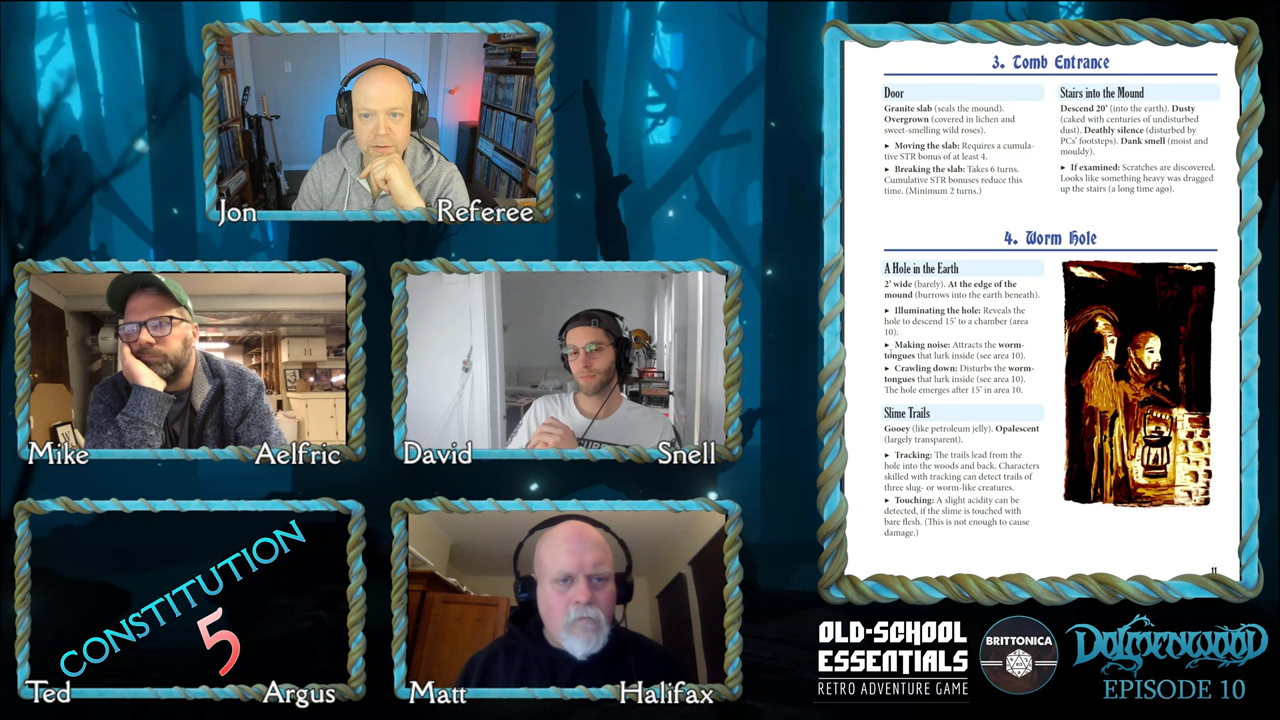 Jon Referee
Mike Aelfric
David Snell
CONSTITUTION
5
Ted Argus
Matt Halifax
3. Tomb Entrance
Door
Granite slab (seals the mound).
Overgrown (covered in lichen and
sweet-smelling wild roses).
► Moving the slab: Requires a cumula-
tive STR bonus of at least 4.
► Breaking the slab: Takes 6 turns.
Cumulative STR bonuses reduce this
time. (Minimum 2 turns.)
Stairs into the Mound
Descend 20' (into the earth). Dusty
(caked with centuries of undisturbed
dust). Deathly silence (disturbed by
PCs' footsteps). Dank smell (moist and
mouldy).
► If examined: Scratches are discovered.
Looks like something heavy was dragged
up the stairs (a long time ago).
4. Worm Hole
A Hole in the Earth
2' wide (barely). At the edge of the
mound (burrows into the earth beneath).
► Illuminating the hole: Reveals the
hole to descend 15' to a chamber (area
10).
► Making noise: Attracts the worm-
tongues that lurk inside (see area 10).
► Crawling down: Disturbs the worm-
tongues that lurk inside (see area 10).
The hole emerges after 15' in area 10.
Slime Trails
Gooey (like petroleum jelly). Opalescent
(largely transparent).
► Tracking: The trails lead from the
hole into the woods and back. Characters
skilled with tracking can detect trails of
three slug- or worm-like creatures.
► Touching: A slight acidity can be
detected, if the slime is touched with
bare flesh. (This is not enough to cause
damage.)
11
OLD-SCHOOL
ESSENTIALS
RETRO ADVENTURE GAME
BRITTONICA
Dolmenwood
EPISODE 10